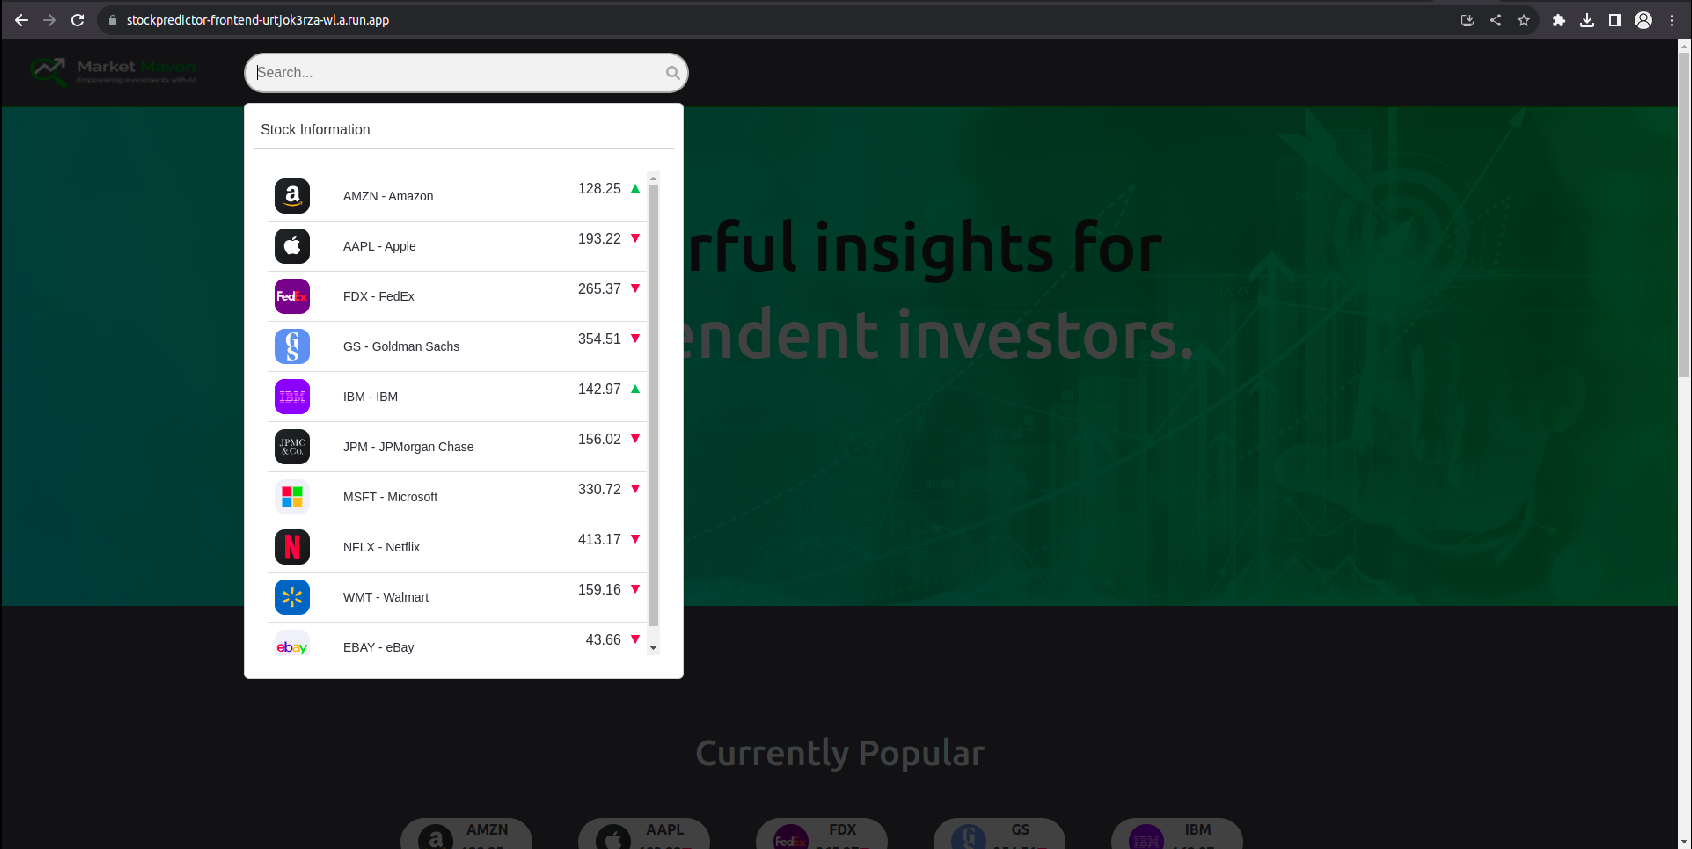 stockpredictor-frontend-urtjok3rza-wl.a.run.app
Market Maven
Empowering investments with AI
Search...
Stock Information
AMZN - Amazon 128.25
AAPL - Apple 193.22
FedEx FDX - FedEx 265.37
GS GS - Goldman Sachs 354.51
IBM IBM - IBM 142.97
JPMC & Co. JPM - JPMorgan Chase 156.02
MSFT - Microsoft 330.72
N NFLX - Netflix 413.17
WMT - Walmart 159.16
ebay EBAY - eBay 43.66
rful insights for
endent investors.
Currently Popular
AMZN
AAPL
FedEx FDX
GS GS
IBM IBM